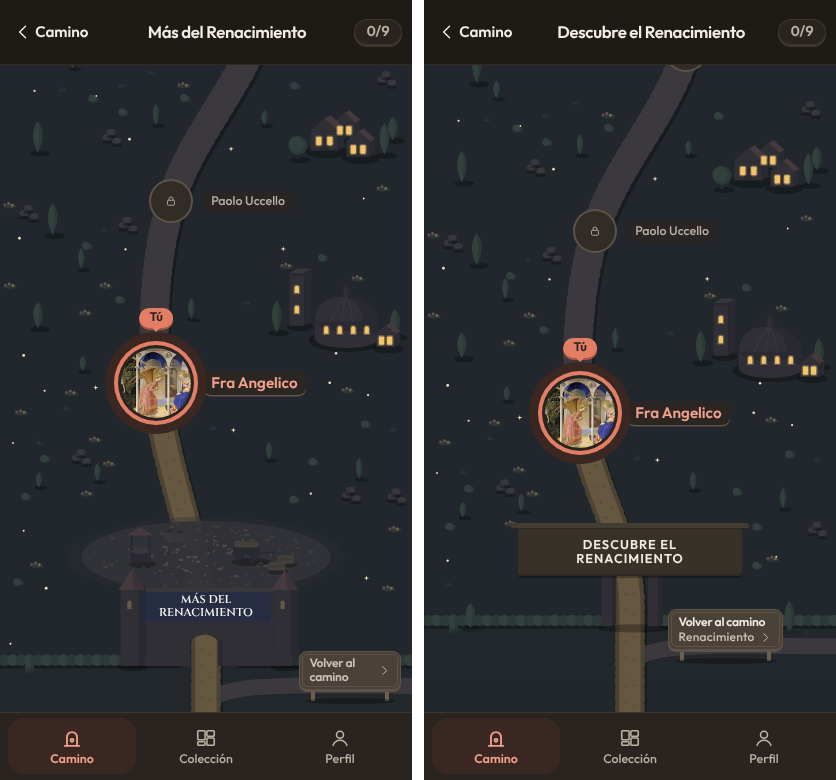 Camino
Más del Renacimiento
0/9
Paolo Uccello
Tú
Fra Angelico
MÁS DEL
RENACIMIENTO
Volver al
camino
Camino
Colección
Perfil
Camino
Descubre el Renacimiento
0/9
Paolo Uccello
Tú
Fra Angelico
DESCUBRE EL
RENACIMIENTO
Volver al camino
Renacimiento
Camino
Colección
Perfil